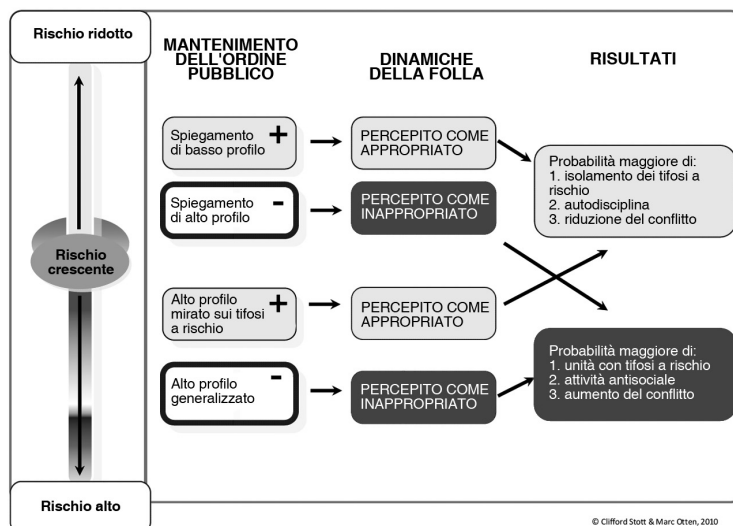 Rischio ridotto
Rischio
crescente
Rischio alto
MANTENIMENTO
DELL'ORDINE
PUBBLICO
DINAMICHE
DELLA FOLLA
RISULTATI
Spiegamento
di basso profilo
+
PERCEPITO COME
APPROPRIATO
Spiegamento
di alto profilo
-
PERCEPITO COME
INAPPROPRIATO
Probabilità maggiore di:
1. isolamento dei tifosi a
rischio
2. autodisciplina
3. riduzione del conflitto
Alto profilo
mirato sui tifosi
a rischio
+
PERCEPITO COME
APPROPRIATO
Alto profilo
generalizzato
-
PERCEPITO COME
INAPPROPRIATO
Probabilità maggiore di:
1. unità con tifosi a rischio
2. attività antisociale
3. aumento del conflitto
© Clifford Stott & Marc Otten, 2010